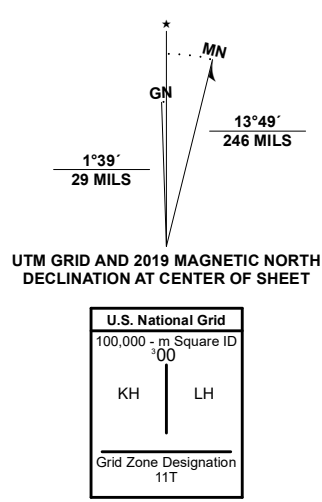 ★
MN
GN
13°49´
246 MILS
1°39´
29 MILS
UTM GRID AND 2019 MAGNETIC NORTH
DECLINATION AT CENTER OF SHEET
U.S. National Grid
100,000 - m Square ID
³00
KH LH
Grid Zone Designation
11T